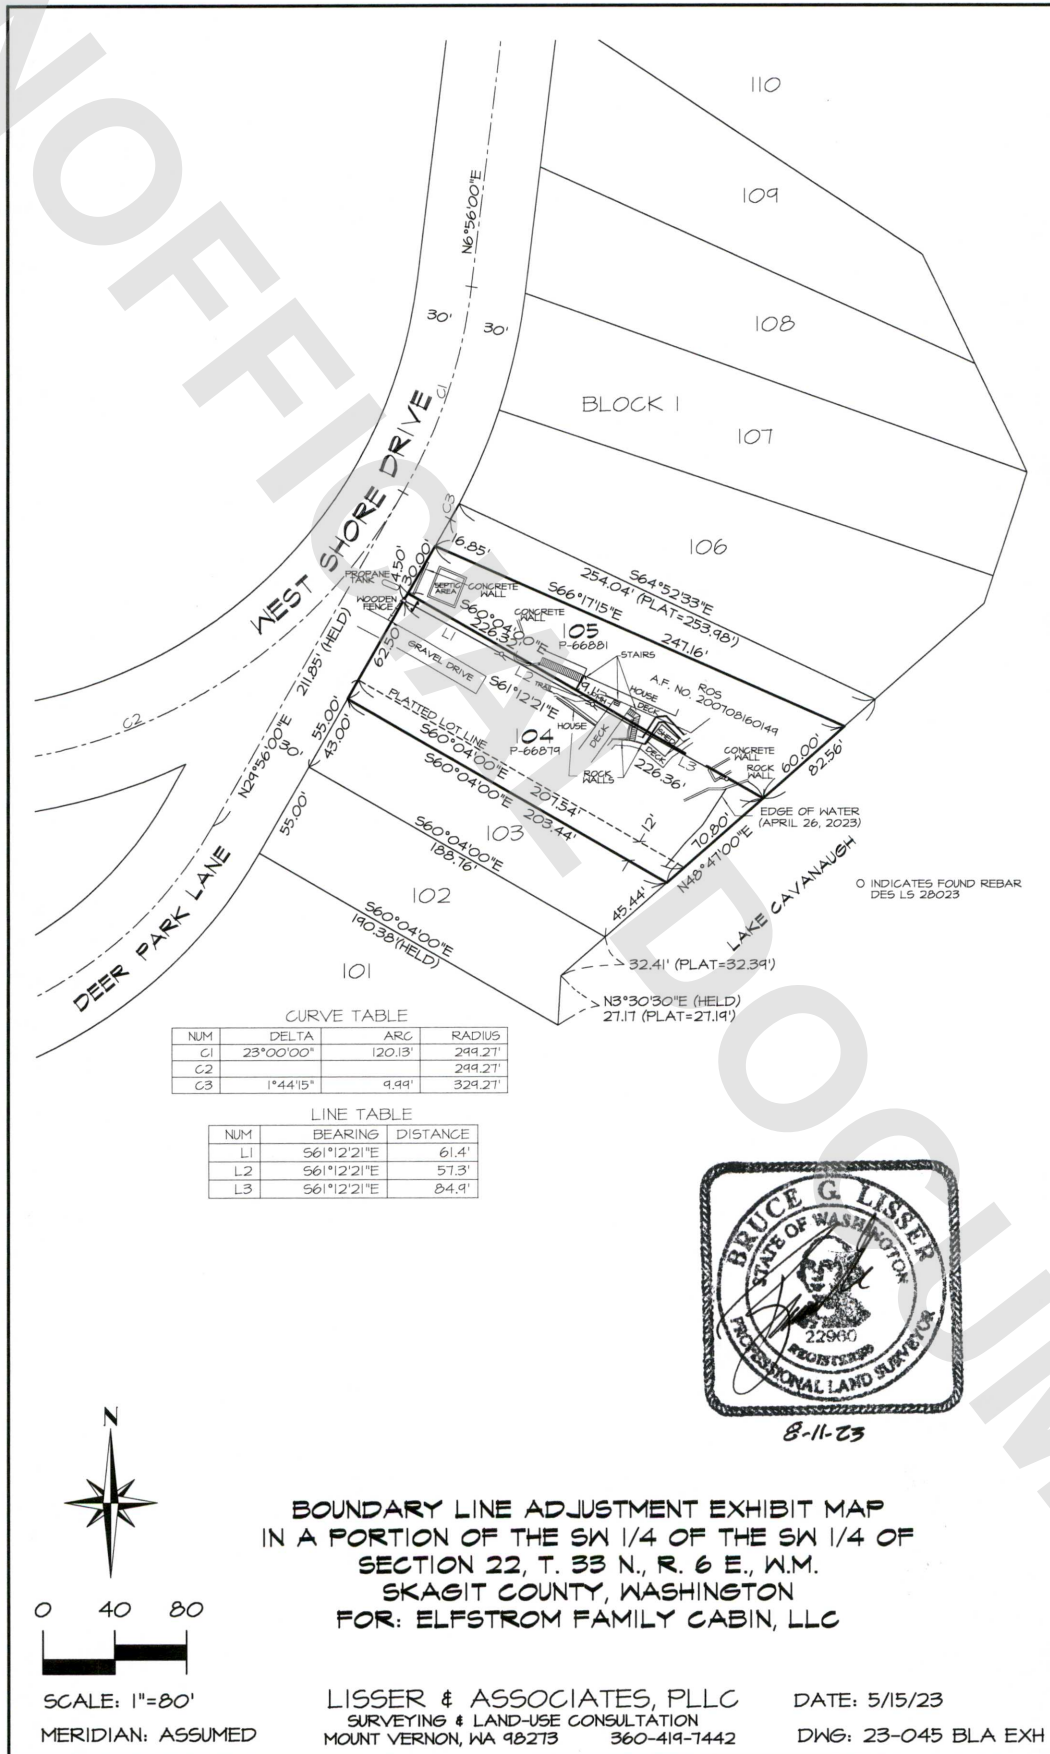 UNOFFICIAL DOCUMENT
110
109
108
BLOCK 1
107
106
N6°56'00"E
30'
30'
C1
WEST SHORE DRIVE
C3
16.85'
S64°52'33"E
254.04' (PLAT=253.98')
S66°17'15"E
247.16'
PROPANE
TANK
4.50'
30.00'
SEPTIC
AREA
CONCRETE
WALL
WOODEN
FENCE
CONCRETE
WALL
S60°04'00"E
105
P-66881
L1
STAIRS
62.50'
GRAVEL DRIVE
L2
TRAIL
S61°12'21"E
HOUSE
DECK
ROS
A.F. NO. 200708160149
SHED
DECK
L3
HOUSE
DECK
104
P-66879
ROCK
WALLS
226.36'
CONCRETE
WALL
ROCK
WALL
60.00'
82.56'
PLATTED LOT LINE
S60°04'00"E
207.54'
S60°04'00"E
203.44'
12'
211.85' (HELD)
N29°56'00"E
30'
55.00'
43.00'
55.00'
C2
EDGE OF WATER
(APRIL 26, 2023)
70.80'
N48°47'00"E
45.44'
LAKE CAVANAUGH
O INDICATES FOUND REBAR
DES LS 28023
103
S60°04'00"E
188.76'
102
S60°04'00"E
190.38'(HELD)
101
DEER PARK LANE
32.41' (PLAT=32.39')
N3°30'30"E (HELD)
27.17 (PLAT=27.19')
CURVE TABLE
NUM DELTA ARC RADIUS
C1 23°00'00" 120.13' 299.27'
C2 299.27'
C3 1°44'15" 9.99' 329.27'
LINE TABLE
NUM BEARING DISTANCE
L1 S61°12'21"E 61.4'
L2 S61°12'21"E 57.3'
L3 S61°12'21"E 84.9'
BRUCE G. LISSER
STATE OF WASHINGTON
22960
REGISTERED
PROFESSIONAL LAND SURVEYOR
8-11-23
N
BOUNDARY LINE ADJUSTMENT EXHIBIT MAP
IN A PORTION OF THE SW 1/4 OF THE SW 1/4 OF
SECTION 22, T. 33 N., R. 6 E., W.M.
SKAGIT COUNTY, WASHINGTON
FOR: ELFSTROM FAMILY CABIN, LLC
0 40 80
SCALE: 1"=80'
MERIDIAN: ASSUMED
LISSER & ASSOCIATES, PLLC
SURVEYING & LAND-USE CONSULTATION
MOUNT VERNON, WA 98273 360-419-7442
DATE: 5/15/23
DWG: 23-045 BLA EXH